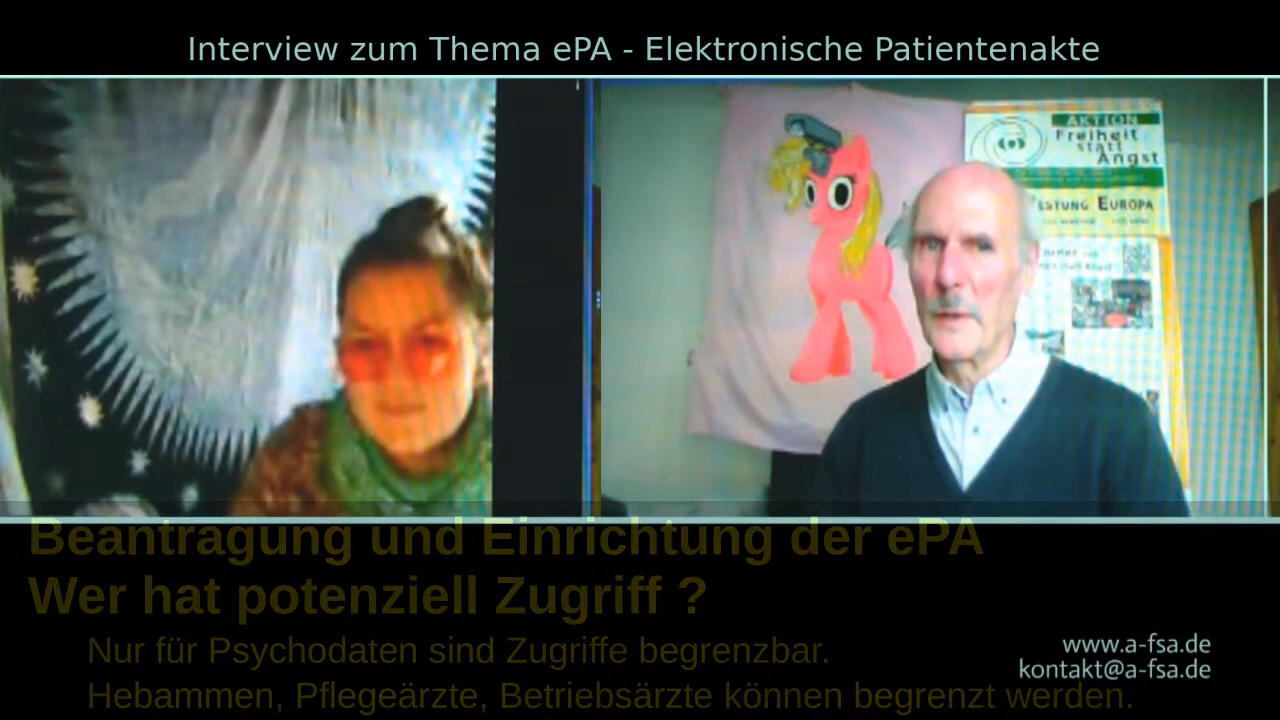 Interview zum Thema ePA - Elektronische Patientenakte
AKTION
Freiheit
statt
Angst
ESTUNG EUROPA
Beantragung und Einrichtung der ePA
Wer hat potenziell Zugriff ?
Nur für Psychodaten sind Zugriffe begrenzbar.
Hebammen, Pflegeärzte, Betriebsärzte können begrenzt werden.
www.a-fsa.de
kontakt@a-fsa.de